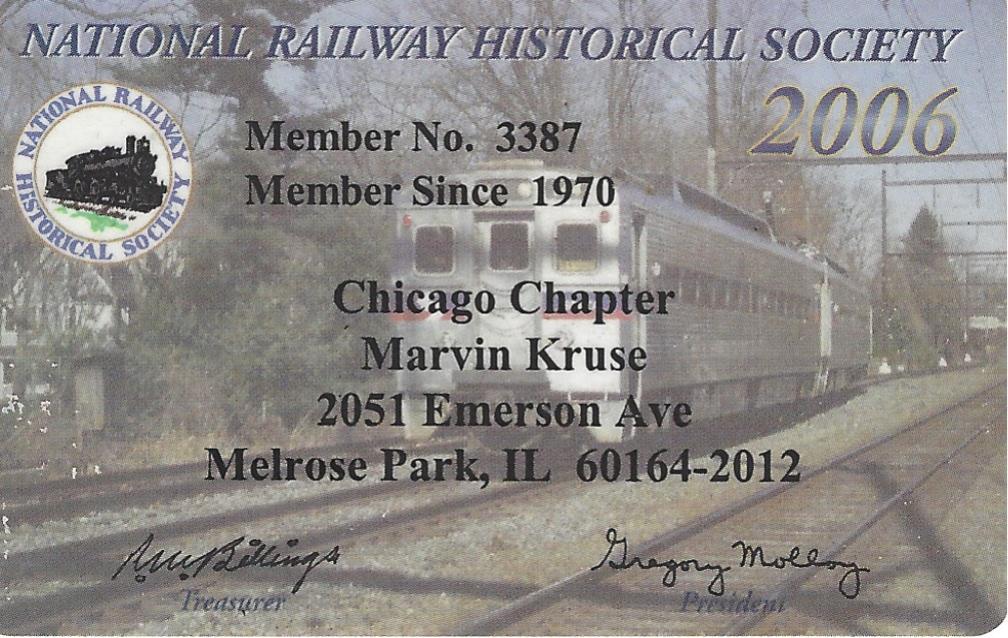 NATIONAL RAILWAY HISTORICAL SOCIETY
2006
NATIONAL RAILWAY
HISTORICAL SOCIETY
Member No. 3387
Member Since 1970
Chicago Chapter
Marvin Kruse
2051 Emerson Ave
Melrose Park, IL 60164-2012
Gregory Molloy
Treasurer
President